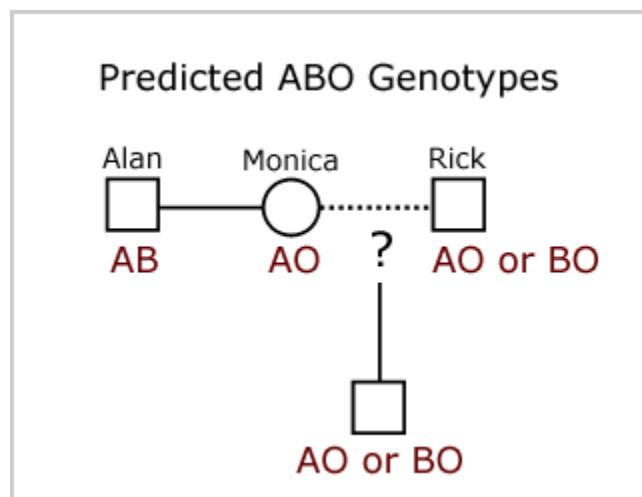 Predicted ABO Genotypes
Alan Monica Rick
AB AO ? AO or BO
AO or BO